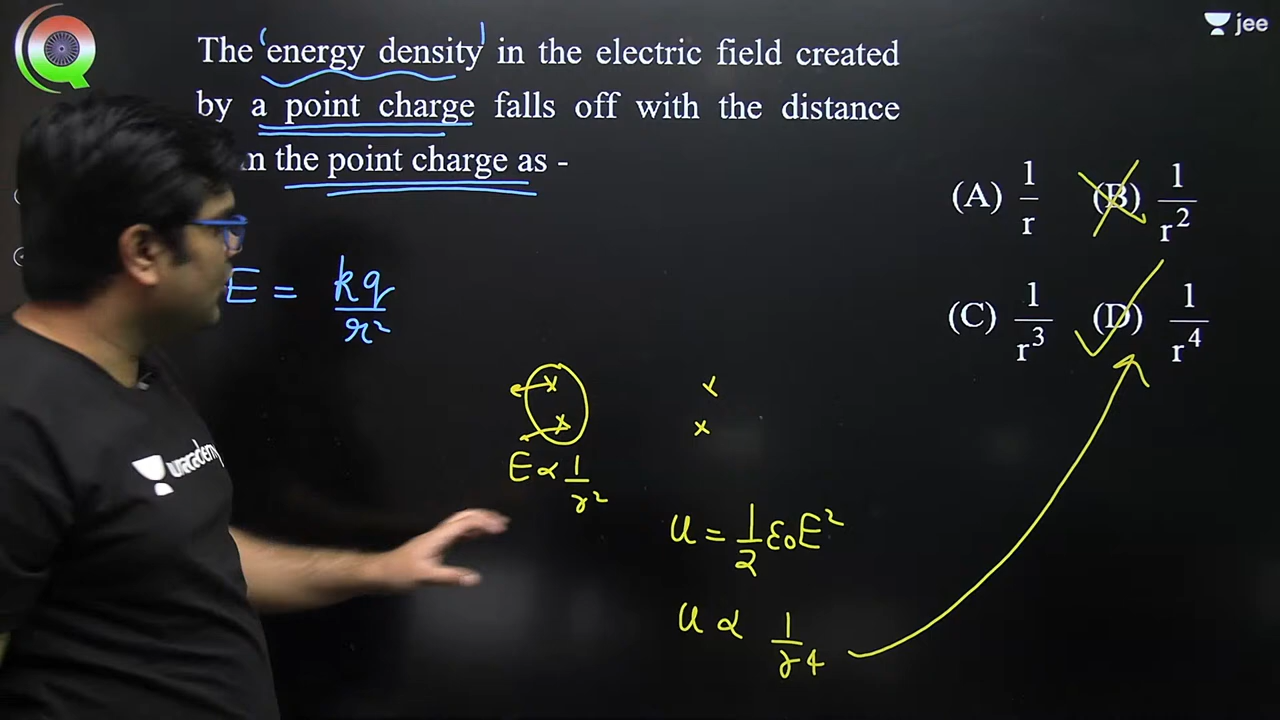 jee
The 'energy density' in the electric field created
by a point charge falls off with the distance
m the point charge as -
(A) 1/r (B) 1/r²
E = kq/r²
(C) 1/r³ (D) 1/r⁴
E ∝ 1/r²
unacademy
u = 1/2 ε₀E²
u ∝ 1/r⁴